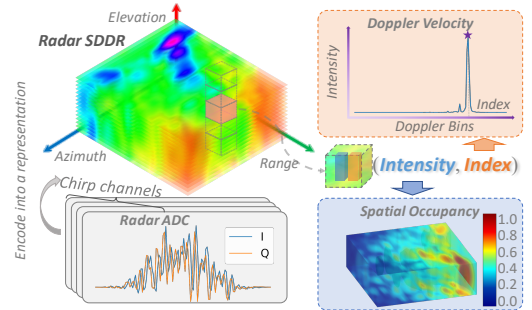 Elevation
Radar SDDR
Azimuth
Range
Encode into a representation
Chirp channels
Radar ADC
I
Q
Doppler Velocity
Intensity
Index
Doppler Bins
(Intensity, Index)
Spatial Occupancy
1.0
0.8
0.6
0.4
0.2
0.0